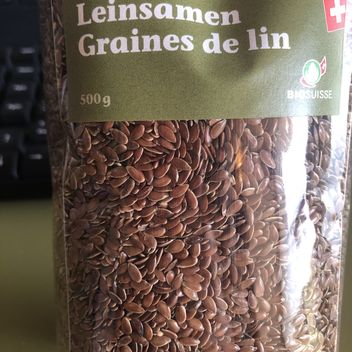 Leinsamen
Graines de lin
500g
BIOSUISSE